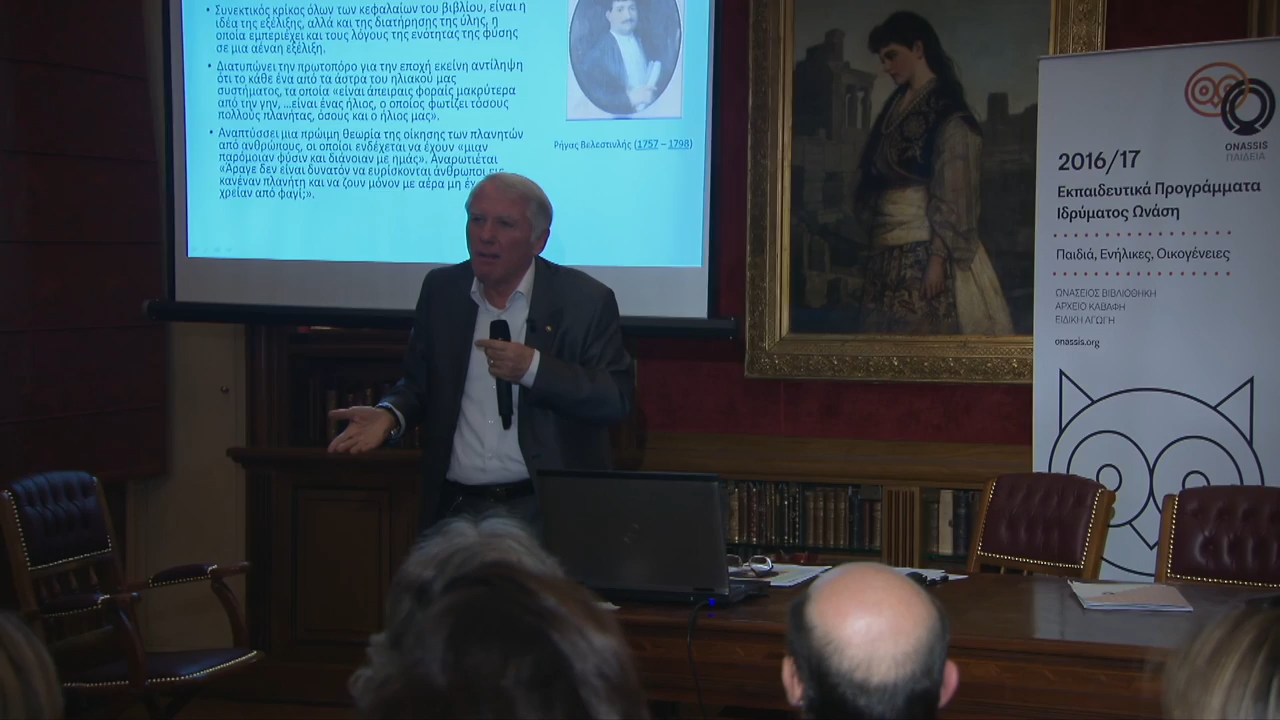 • Συνεκτικός κρίκος όλων των κεφαλαίων του βιβλίου, είναι η
ιδέα της εξέλιξης, αλλά και της διατήρησης της ύλης, η
οποία εμπεριέχει και τους λόγους της ενότητας της φύσης
σε μια αέναη εξέλιξη.
• Διατυπώνει την πρωτοπόρο για την εποχή εκείνη αντίληψη
ότι το κάθε ένα από τα άστρα του ηλιακού μας
συστήματος, τα οποία «είναι άπειραις φοραίς μακρύτερα
από την γην, ...είναι ένας ήλιος, ο οποίος φωτίζει τόσους
πολλούς πλανήτας, όσους και ο ήλιος μας».
• Αναπτύσσει μια πρώιμη θεωρία της οίκησης των πλανητών
από ανθρώπους, οι οποίοι ενδέχεται να έχουν «μιαν
παρόμοιαν φύσιν και διάνοιαν με ημάς». Αναρωτιέται
«Άραγε δεν είναι δυνατόν να ευρίσκονται άνθρωποι εις
κανέναν πλανήτη και να ζουν μόνον με αέρα μη
χρείαν από φαγί;».
Ρήγας Βελεστινλής (1757 – 1798)
ONASSIS
ΠΑΙΔΕΙΑ
2016/17
Εκπαιδευτικά Προγράμματα
Ιδρύματος Ωνάση
Παιδιά, Ενήλικες, Οικογένειες
ΩΝΑΣΕΙΟΣ ΒΙΒΛΙΟΘΗΚΗ
ΑΡΧΕΙΟ ΚΑΒΑΦΗ
ΕΙΔΙΚΗ ΑΓΩΓΗ
onassis.org